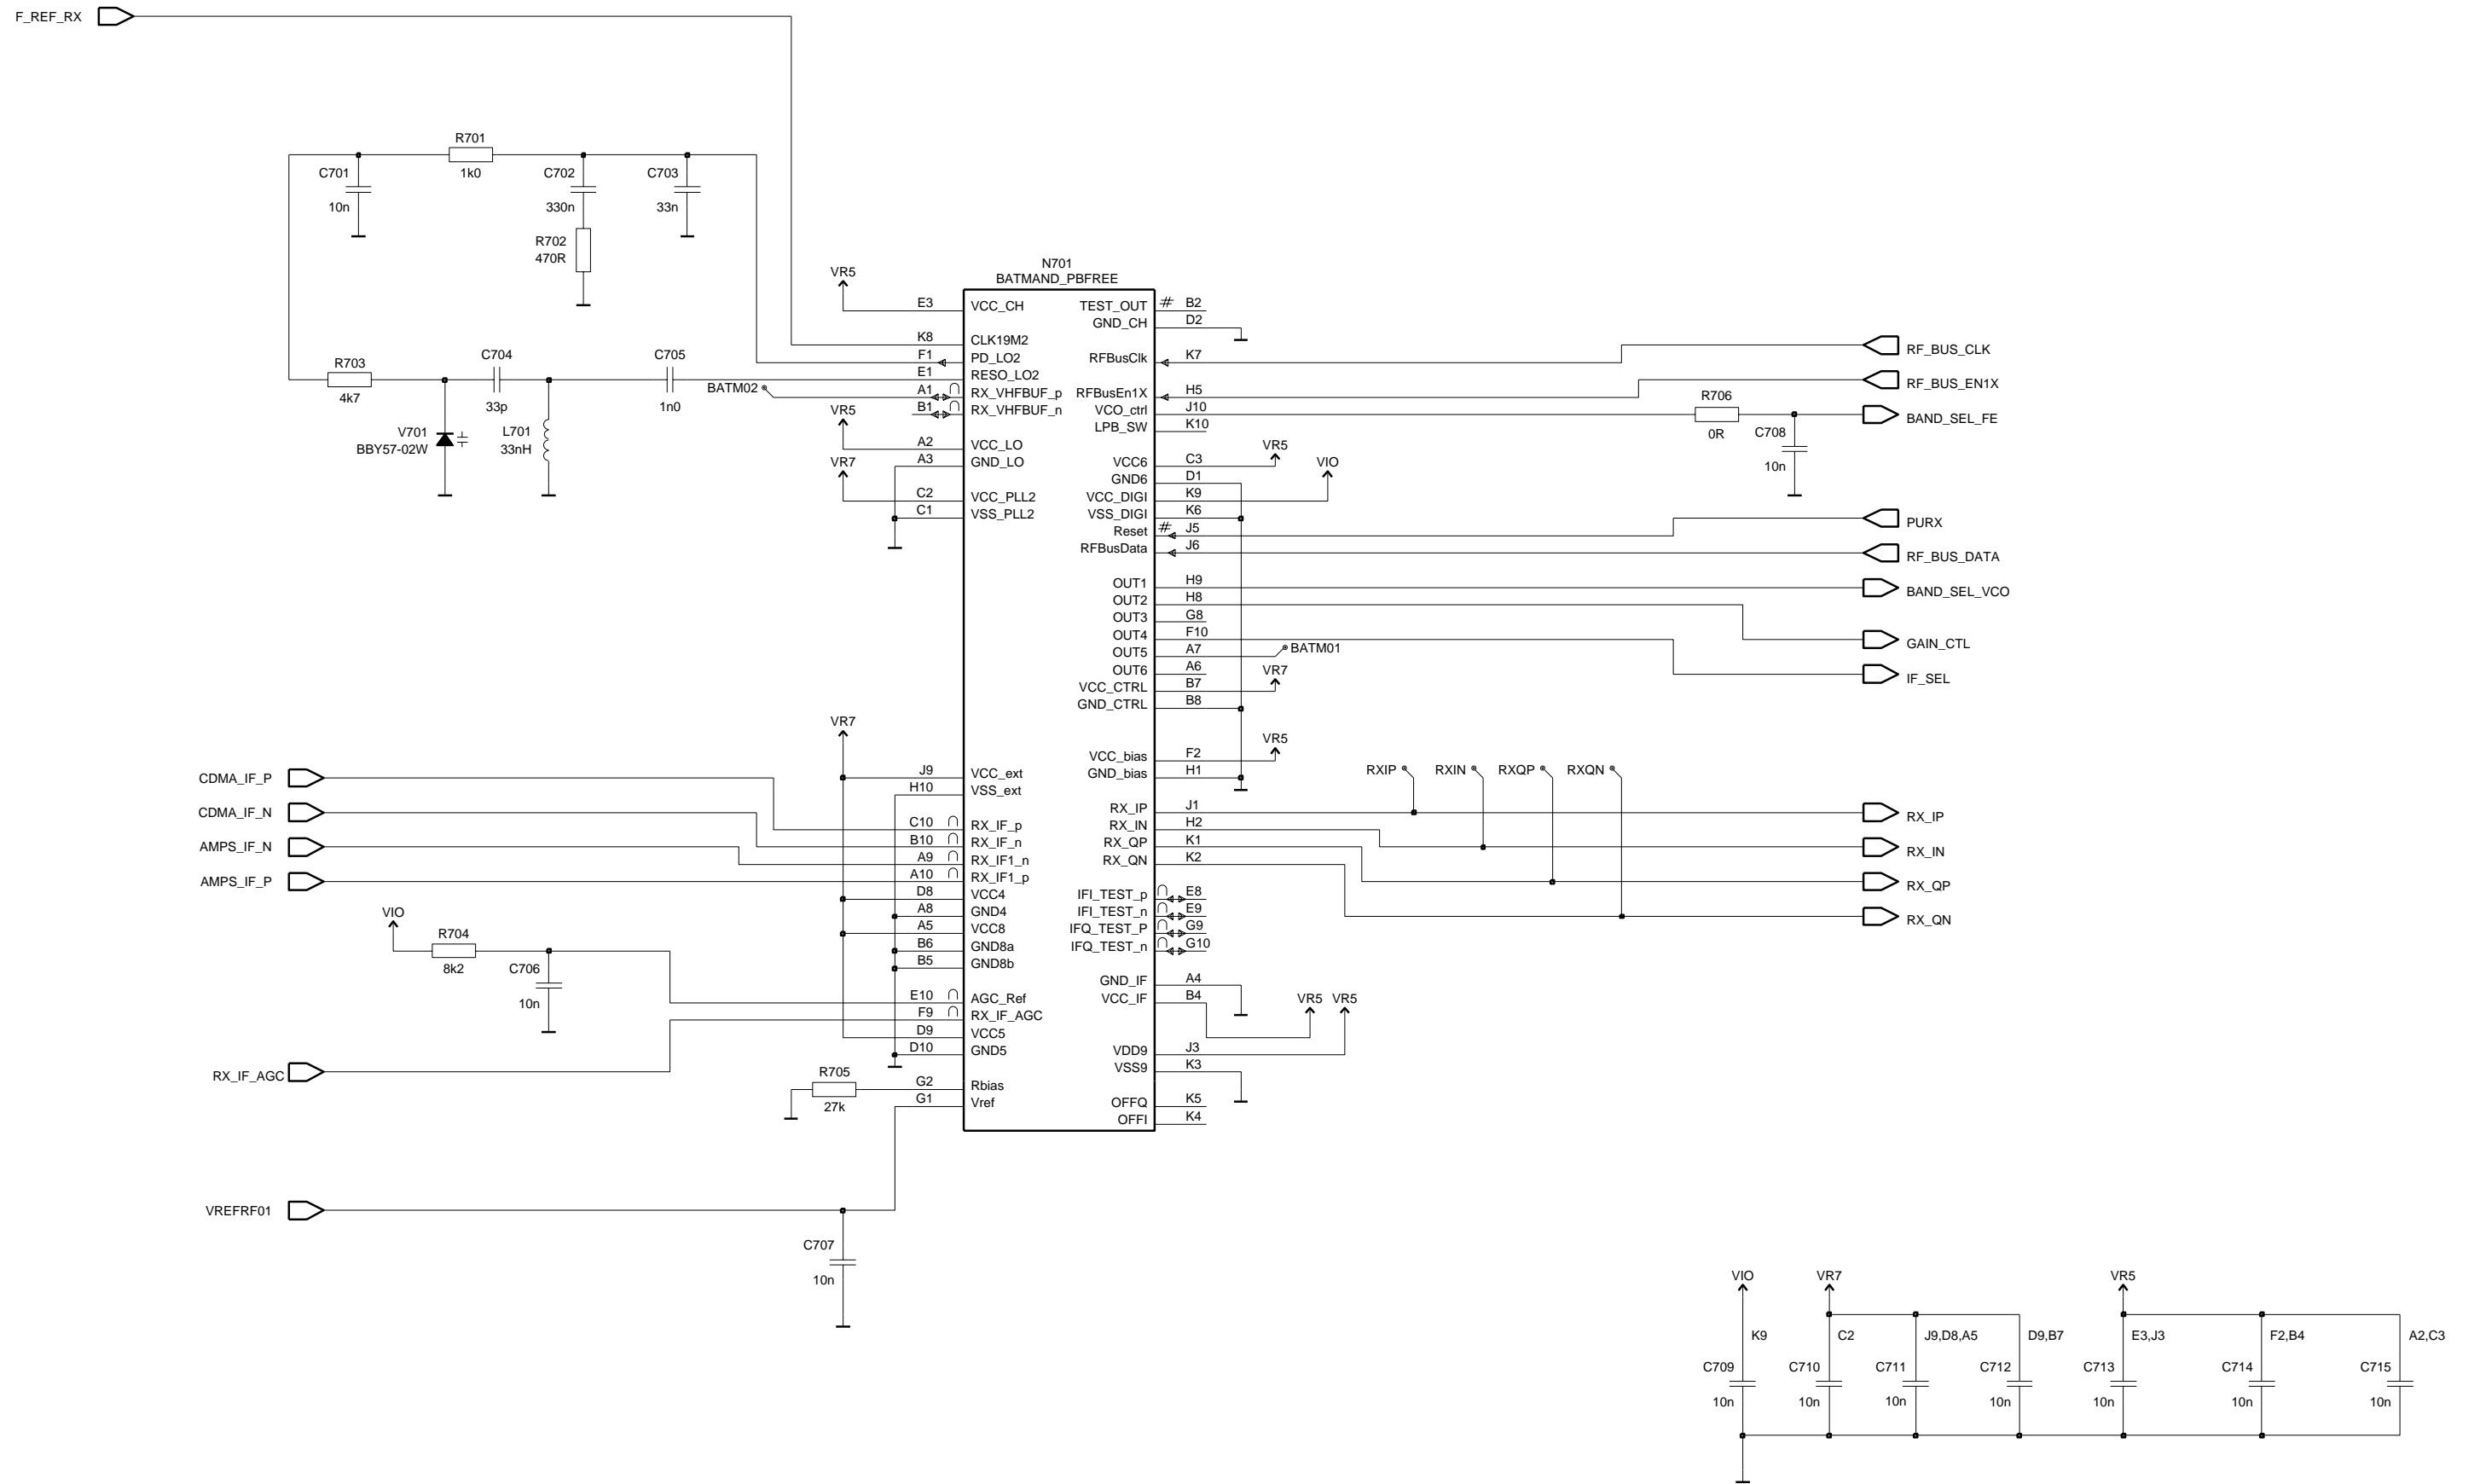 F_REF_RX
R701
1k0
C701
10n
C702
330n
C703
33n
R702
470R
R703
4k7
C704
33p
C705
1n0
V701
BBY57-02W
L701
33nH
BATM02
N701
BATMAND_PBFREE
VR5
E3 VCC_CH
K8 CLK19M2
F1 PD_LO2
E1 RESO_LO2
A1 RX_VHFBUF_p
B1 RX_VHFBUF_n
VR5
A2 VCC_LO
A3 GND_LO
VR7
C2 VCC_PLL2
C1 VSS_PLL2
VR7
J9 VCC_ext
H10 VSS_ext
C10 RX_IF_p
B10 RX_IF_n
A9 RX_IF1_n
A10 RX_IF1_p
D8 VCC4
A8 GND4
A5 VCC8
B6 GND8a
B5 GND8b
E10 AGC_Ref
F9 RX_IF_AGC
D9 VCC5
D10 GND5
G2 Rbias
G1 Vref
CDMA_IF_P
CDMA_IF_N
AMPS_IF_N
AMPS_IF_P
VIO
R704
8k2
C706
10n
RX_IF_AGC
R705
27k
VREFRF01
C707
10n
TEST_OUT # B2
GND_CH D2
RFBusClk K7
RFBusEn1X H5
VCO_ctrl J10
LPB_SW K10
VCC6 C3
VR5
GND6 D1
VCC_DIGI K9
VIO
VSS_DIGI K6
Reset # J5
RFBusData J6
OUT1 H9
OUT2 H8
OUT3 G8
OUT4 F10
OUT5 A7
BATM01
OUT6 A6
VCC_CTRL B7
VR7
GND_CTRL B8
VCC_bias F2
VR5
GND_bias H1
RX_IP J1
RX_IN H2
RX_QP K1
RX_QN K2
IFI_TEST_p E8
IFI_TEST_n E9
IFQ_TEST_P G9
IFQ_TEST_n G10
GND_IF A4
VCC_IF B4
VR5 VR5
VDD9 J3
VSS9 K3
OFFQ K5
OFFI K4
RF_BUS_CLK
RF_BUS_EN1X
R706
0R
C708
10n
BAND_SEL_FE
PURX
RF_BUS_DATA
BAND_SEL_VCO
GAIN_CTL
IF_SEL
RXIP RXIN RXQP RXQN
RX_IP
RX_IN
RX_QP
RX_QN
VIO VR7 VR5
K9 C2 J9,D8,A5 D9,B7 E3,J3 F2,B4 A2,C3
C709 C710 C711 C712 C713 C714 C715
10n 10n 10n 10n 10n 10n 10n